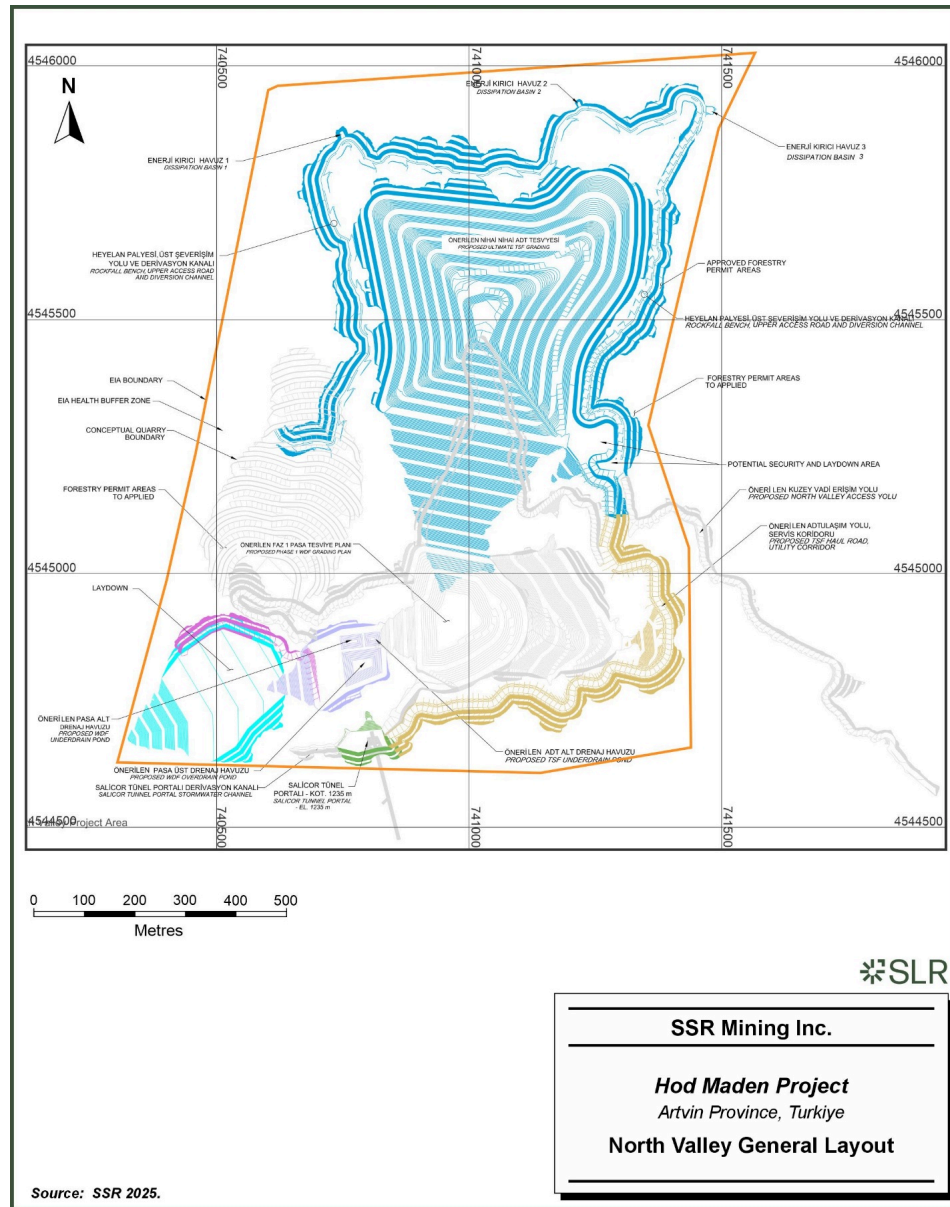 740500
741000
741500
4546000
4546000
N
ENERJİ KIRICI HAVUZ 2
DISSIPATION BASIN 2
ENERJİ KIRICI HAVUZ 1
DISSIPATION BASIN 1
ENERJİ KIRICI HAVUZ 3
DISSIPATION BASIN 3
ÖNERİLEN NİHAİ NİHAİ ADT TESVİYESİ
PROPOSED ULTIMATE TSF GRADING
HEYELAN PALYESİ, ÜST ŞEVERİŞİM
YOLU VE DERİVASYON KANALI
ROCKFALL BENCH, UPPER ACCESS ROAD
AND DIVERSION CHANNEL
APPROVED FORESTRY
PERMIT AREAS
4545500
4545500
HEYELAN PALYESİ, ÜST ŞEVERİŞİM YOLU VE DERİVASYON KANALI
ROCKFALL BENCH, UPPER ACCESS ROAD AND DIVERSION CHANNEL
EIA BOUNDARY
EIA HEALTH BUFFER ZONE
CONCEPTUAL QUARRY
BOUNDARY
FORESTRY PERMIT AREAS
TO APPLIED
POTENTIAL SECURITY AND LAYDOWN AREA
FORESTRY PERMIT AREAS
TO APPLIED
ÖNERİLEN KUZEY VADİ ERİŞİM YOLU
PROPOSED NORTH VALLEY ACCESS YOLU
ÖNERİLEN ADTULAŞIM YOLU,
SERVİS KORİDORU
PROPOSED TSF HAUL ROAD,
UTILITY CORRIDOR
ÖNERİLEN FAZ 1 PASA TESVİYE PLANI
PROPOSED PHASE 1 WDF GRADING PLAN
4545000
4545000
LAYDOWN
ÖNERİLEN PASA ALT
DRENAJ HAVUZU
PROPOSED WDF
UNDERDRAIN POND
ÖNERİLEN PASA ÜST DRENAJ HAVUZU
PROPOSED WDF OVERDRAIN POND
SALİCOR TÜNEL PORTALI DERİVASYON KANALI
SALICOR TUNNEL PORTAL STORMWATER CHANNEL
SALİCOR TÜNEL
PORTALI - KOT. 1235 m
SALICOR TUNNEL PORTAL
- EL. 1235 m
ÖNERİLEN ADT ALT DRENAJ HAVUZU
PROPOSED TSF UNDERDRAIN POND
4544500
4544500
Valley Project Area
740500
741000
741500
0 100 200 300 400 500
Metres
SLR
SSR Mining Inc.
Hod Maden Project
Artvin Province, Turkiye
North Valley General Layout
Source: SSR 2025.